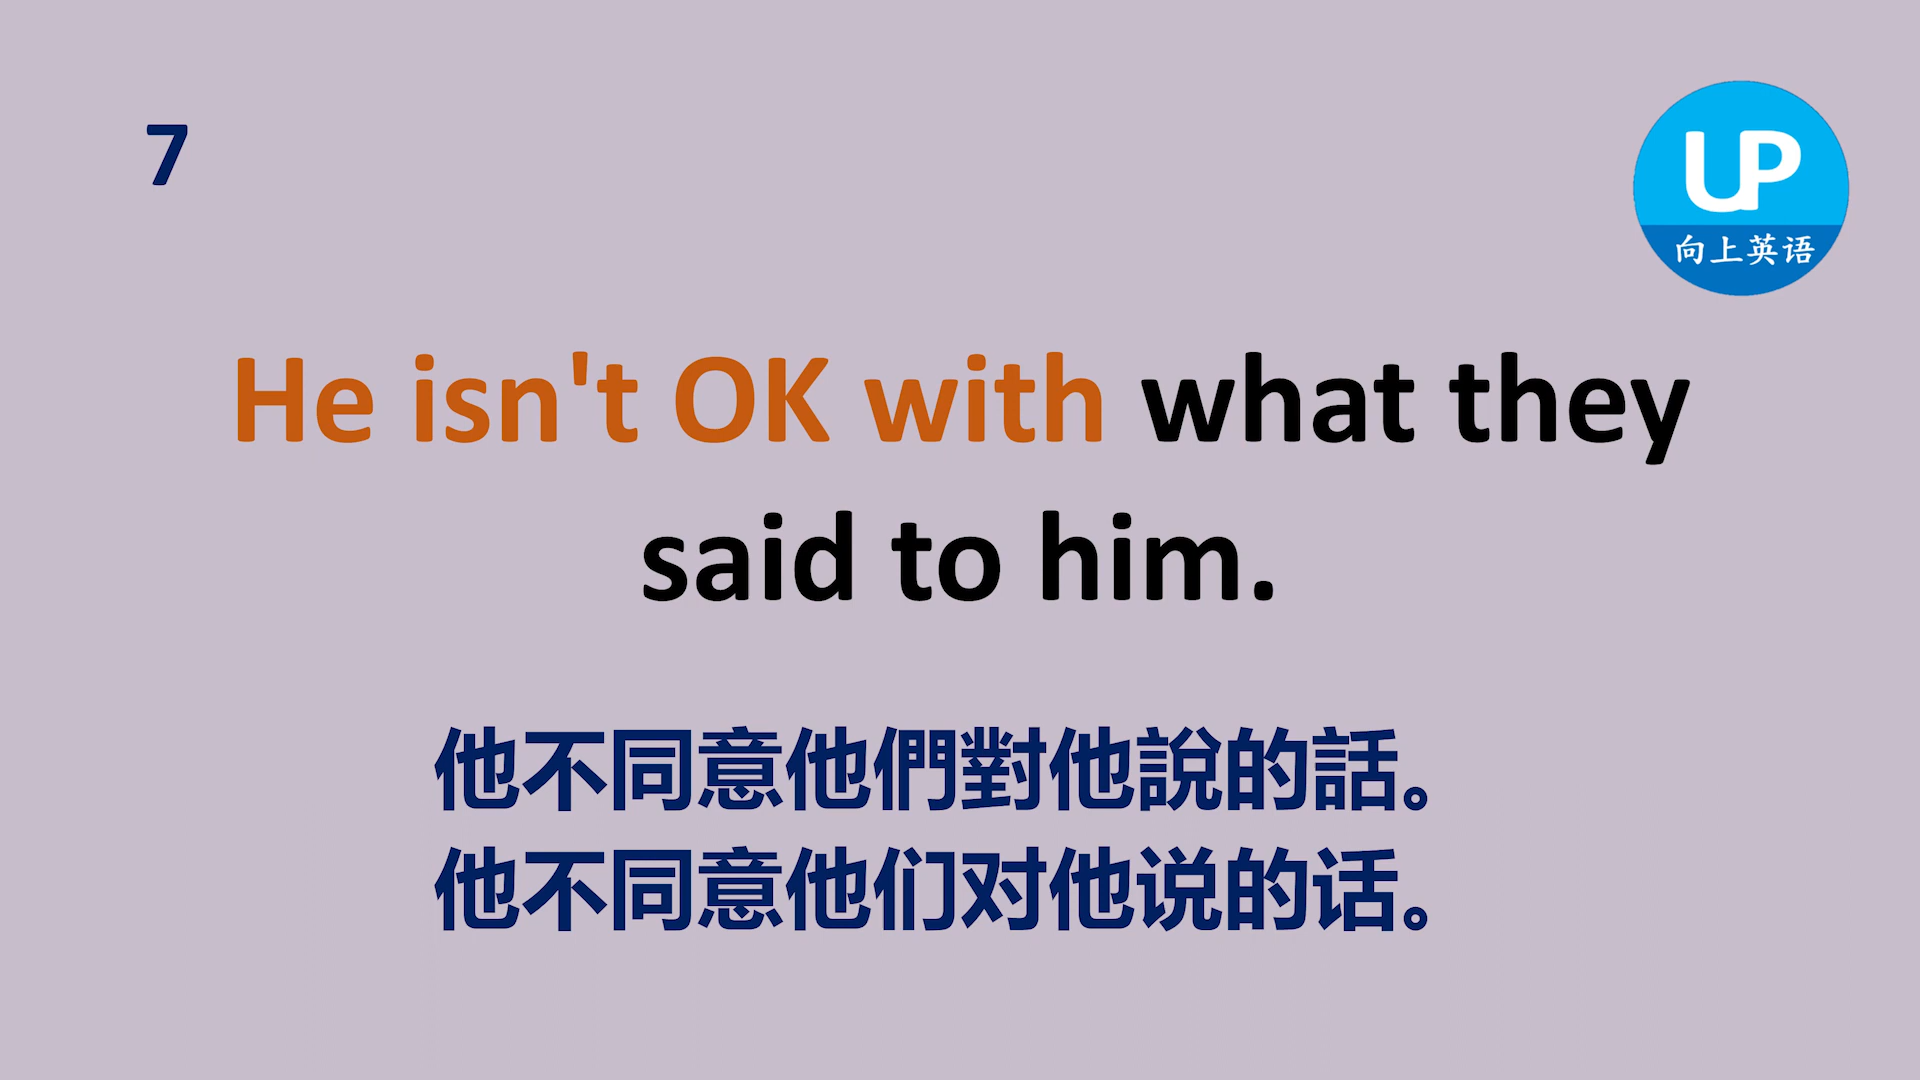 7
UP
向上英语
He isn't OK with what they
said to him.
他不同意他們對他說的話。
他不同意他们对他说的话。